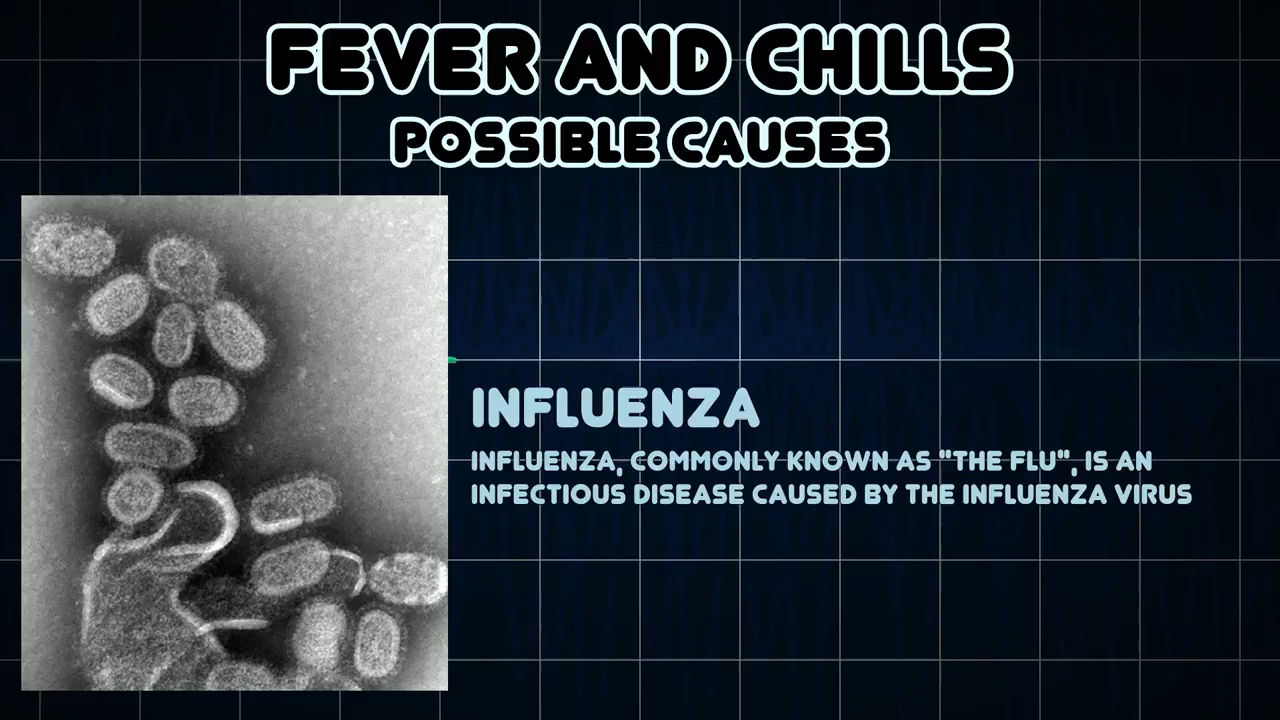 FEVER AND CHILLS
POSSIBLE CAUSES
INFLUENZA
INFLUENZA, COMMONLY KNOWN AS "THE FLU", IS AN
INFECTIOUS DISEASE CAUSED BY THE INFLUENZA VIRUS